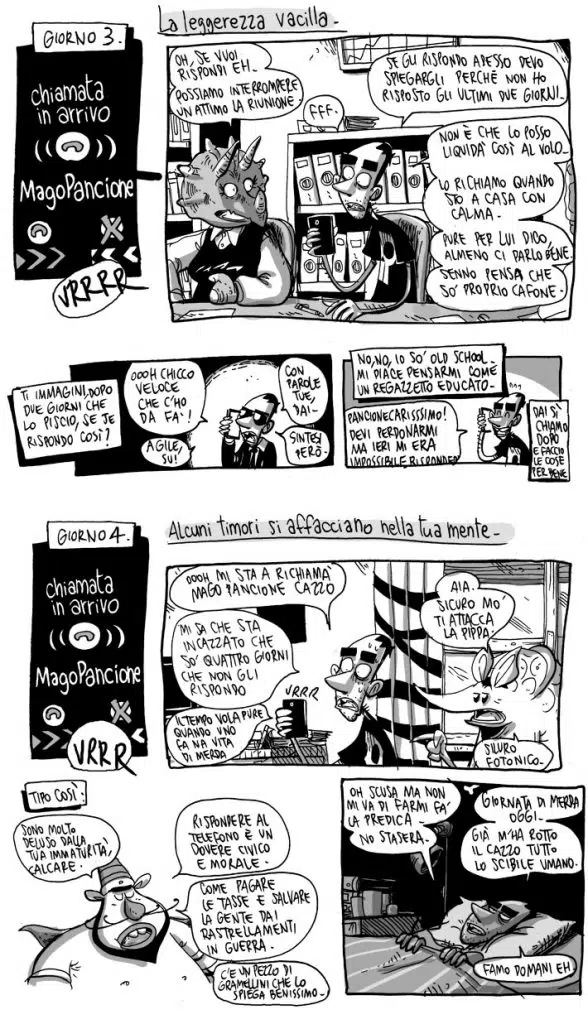 La leggerezza vacilla.
GIORNO 3.
chiamata
in arrivo
MagoPancione
VRRRR
OH, SE VUOI
RISPONDI EH.
POSSIAMO INTERROMPERE
UN ATTIMO LA RIUNIONE.
FFF.
SE GLI RISPONDO ADESSO DEVO
SPIEGARGLI PERCHÉ NON HO
RISPOSTO GLI ULTIMI DUE GIORNI.
NON È CHE LO POSSO
LIQUIDA' COSÌ AL VOLO.
LO RICHIAMO QUANDO
STO A CASA CON
CALMA.
PURE PER LUI DICO,
ALMENO CI PARLO BENE.
SENNO PENSA CHE
SO' PROPRIO CAFONE.
TI IMMAGINI, DOPO
DUE GIORNI CHE
LO PISCIO, SE JE
RISPONDO COSÌ?
OOOH CHICCO
VELOCE
CHE C'HO
DA FA'!
AGILE,
SU!
CON
PAROLE
TUE,
DAI.
SINTESI
PERÒ.
NO, NO, IO SO' OLD SCHOOL.
MI PIACE PENSARMI COME
UN REGAZZETTO EDUCATO.
PANCIONECARISSSIMO!
DEVI PERDONARMI
MA IERI MI ERA
IMPOSSIBILE RISPONDER
DAI SÌ,
CHIAMO
DOPO
E FACCIO
LE COSE
PER BENE
GIORNO 4.
Alcuni timori si affacciano nella tua mente.
chiamata
in arrivo
MagoPancione
VRRR
OOOH MI STA A RICHIAMA'
MAGO PANCIONE CAZZO
MI SA CHE STA
INCAZZATO CHE
SO' QUATTRO GIORNI
CHE NON GLI
RISPONDO
IL TEMPO VOLA PURE
QUANDO UNO
FA NA VITA
DI MERDA
VRRR
AIA.
SICURO MO'
TI ATTACCA
LA PIPPA.
SILURO
FOTONICO.
TIPO COSÌ:
SONO MOLTO
DELUSO DALLA
TUA IMMATURITÀ,
CALCARE.
RISPONDERE AL
TELEFONO È UN
DOVERE CIVICO
E MORALE.
COME PAGARE
LE TASSE E SALVARE
LA GENTE DAI
RASTRELLAMENTI
IN GUERRA.
C'È UN PEZZO DI
GRAMELLINI CHE LO
SPIEGA BENISSIMO.
OH SCUSA MA NON
MI VA DI FARMI FA'
LA PREDICA.
NO STASERA.
GIORNATA DI MERDA
OGGI.
GIÀ M'HA ROTTO
IL CAZZO TUTTO
LO SCIBILE UMANO.
FAMO DOMANI EH.